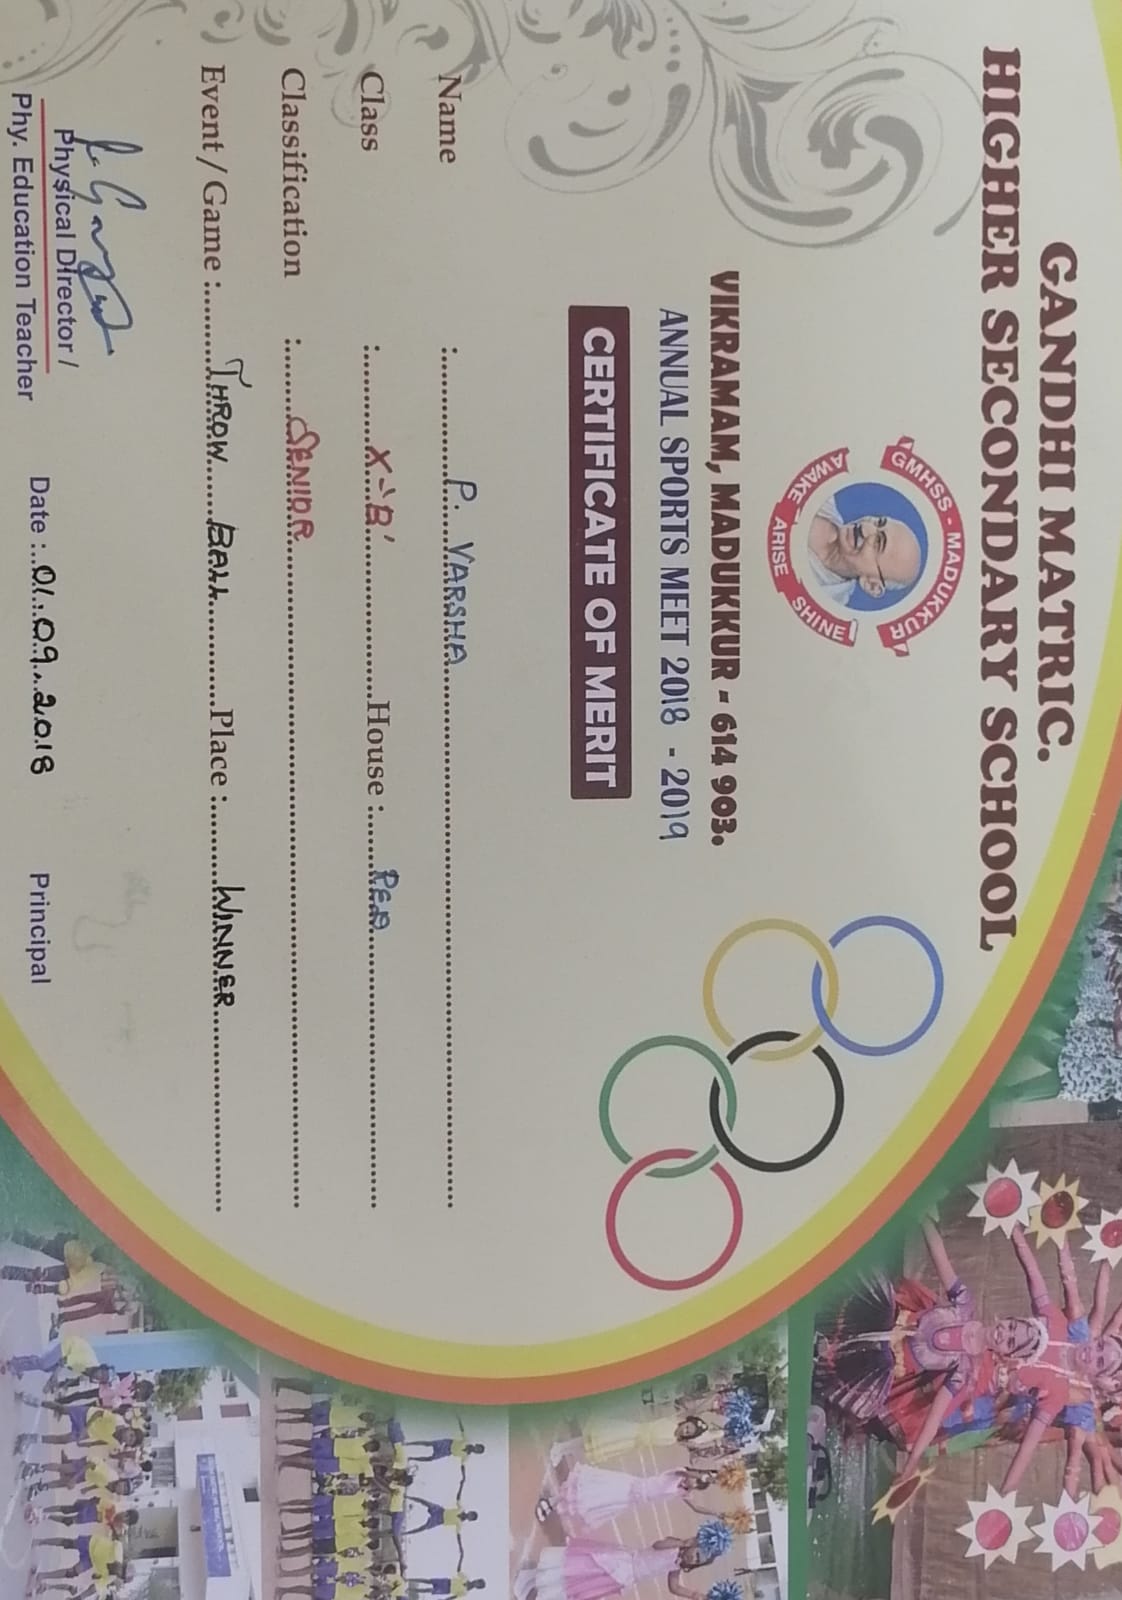 GANDHI MATRIC.
HIGHER SECONDARY SCHOOL
GMHSS - MADUKKUR
AWAKE ARISE SHINE
VIKRAMAM, MADUKKUR - 614 903.
ANNUAL SPORTS MEET 2018 - 2019
CERTIFICATE OF MERIT
Name : P. VARSHA
Class : X-'B' House : RED
Classification : SENIOR
Event / Game : THROW BALL Place : WINNER
Physical Director /
Phy. Education Teacher
Date : 01.09.2018
Principal